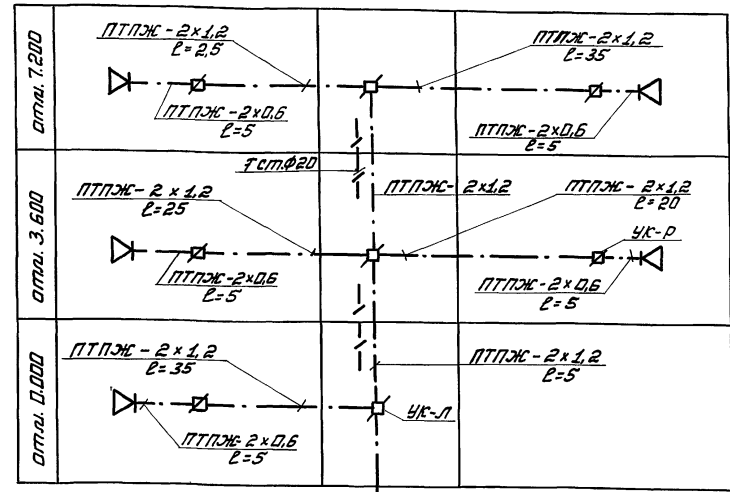 отм. 7.200
ПТПЖ-2×1,2
ℓ=2,5
ПТПЖ-2×0,6
ℓ=5
ПТПЖ-2×1,2
ℓ=35
ПТПЖ-2×0,6
ℓ=5
Тст.Ф20
отм. 3.600
ПТПЖ- 2 × 1,2
ℓ=25
ПТПЖ-2×0,6
ℓ=5
ПТПЖ- 2×1,2
ПТПЖ- 2×1,2
ℓ=20
УК-Р
ПТПЖ-2×0,6
ℓ=5
отм. 0.000
ПТПЖ-2×1,2
ℓ=35
ПТПЖ-2×0,6
ℓ=5
ПТПЖ-2×1,2
ℓ=5
УК-Л